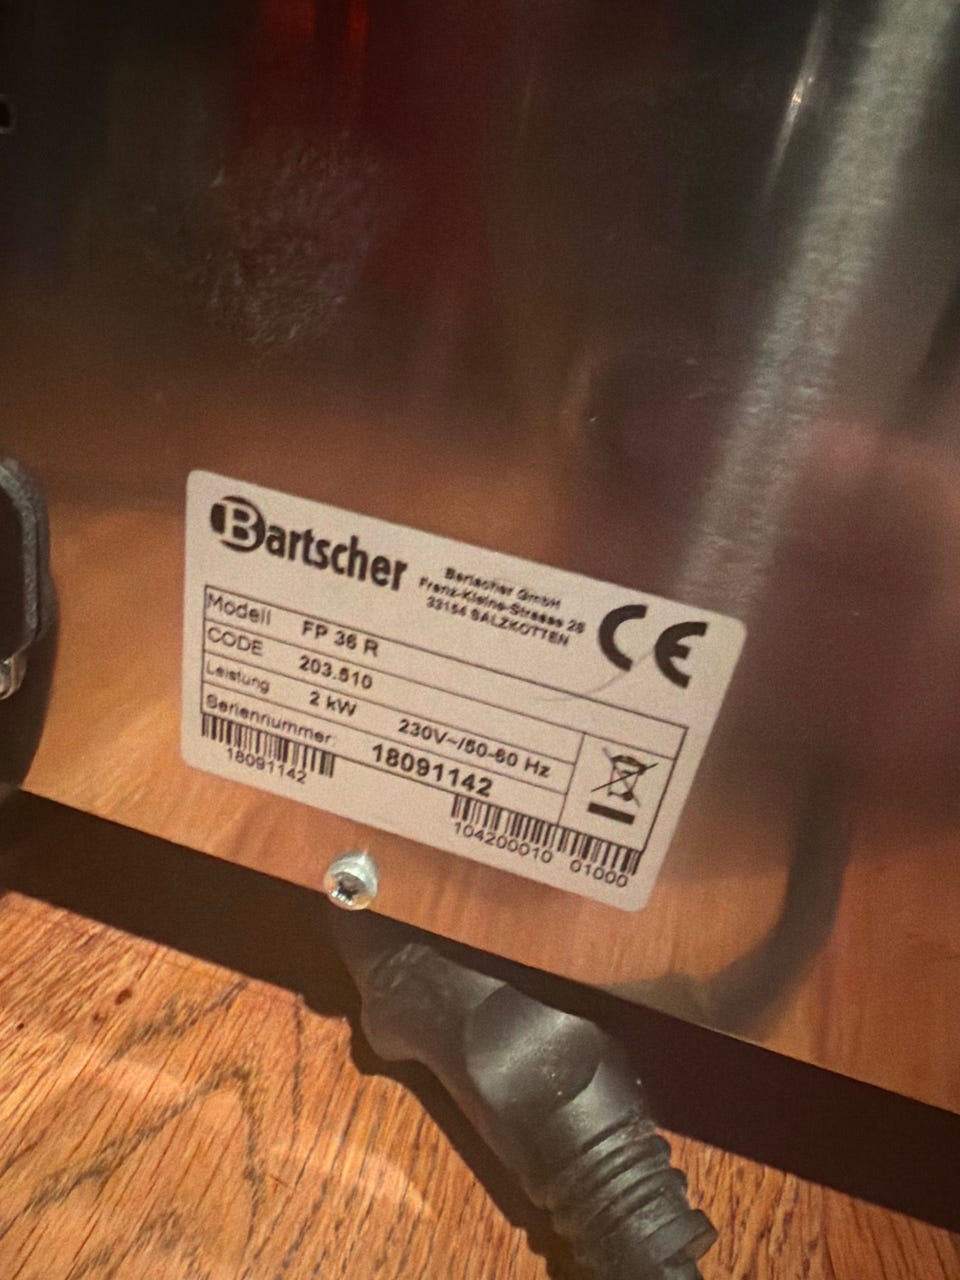 Bartscher
Bartscher GmbH
Franz-Kleine-Strasse 28
33154 SALZKOTTEN
CE
Modell FP 36 R
CODE 203.510
Leistung 2 kW 230V~/50-60 Hz
Seriennummer: 18091142
18091142
104200010 01000